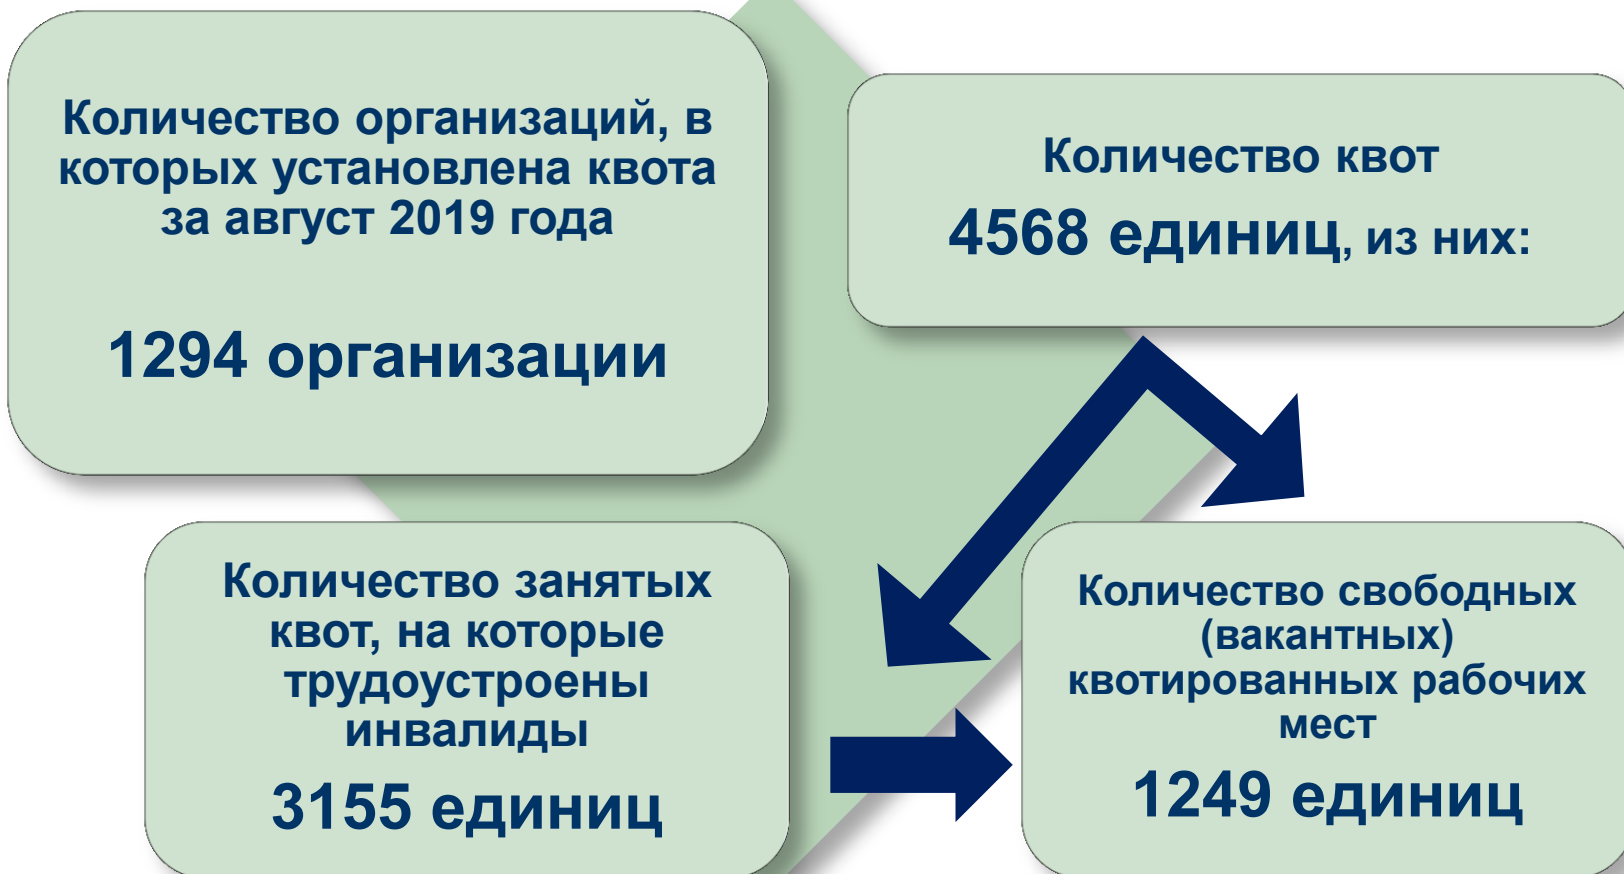 Количество организаций, в
которых установлена квота
за август 2019 года
1294 организации
Количество квот
4568 единиц, из них:
Количество занятых
квот, на которые
трудоустроены
инвалиды
3155 единиц
Количество свободных
(вакантных)
квотированных рабочих
мест
1249 единиц